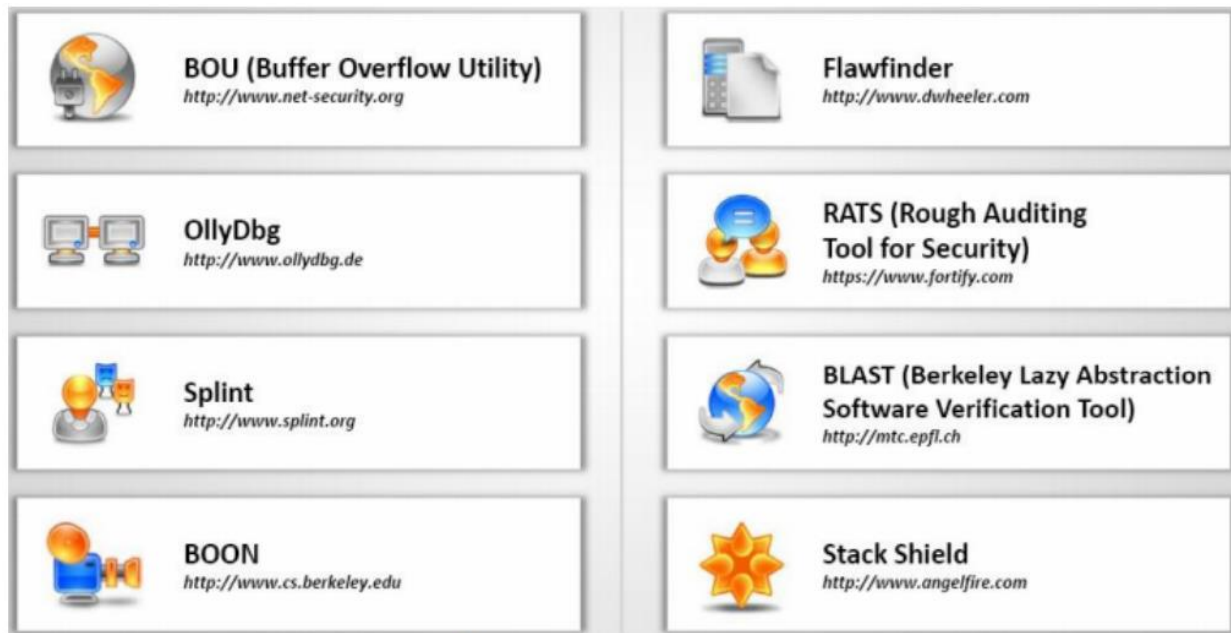 BOU (Buffer Overflow Utility)
http://www.net-security.org
Flawfinder
http://www.dwheeler.com
OllyDbg
http://www.ollydbg.de
RATS (Rough Auditing
Tool for Security)
https://www.fortify.com
Splint
http://www.splint.org
BLAST (Berkeley Lazy Abstraction
Software Verification Tool)
http://mtc.epfl.ch
BOON
http://www.cs.berkeley.edu
Stack Shield
http://www.angelfire.com